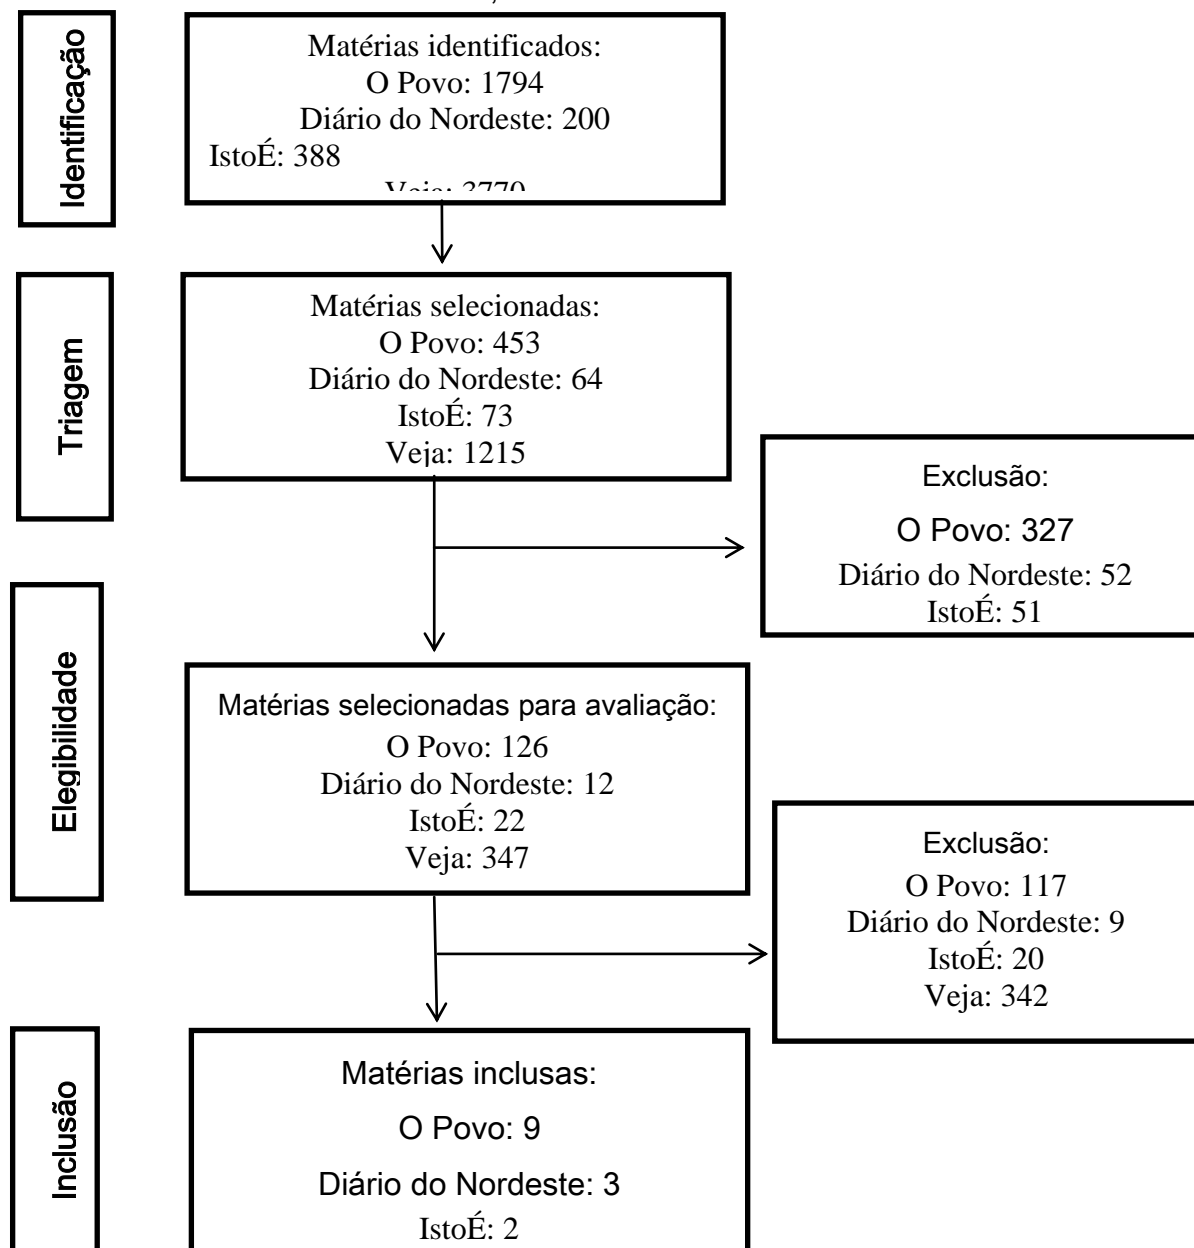 Identificação
Matérias identificados:
O Povo: 1794
Diário do Nordeste: 200
IstoÉ: 388
Veja: 3770
Triagem
Matérias selecionadas:
O Povo: 453
Diário do Nordeste: 64
IstoÉ: 73
Veja: 1215
Exclusão:
O Povo: 327
Diário do Nordeste: 52
IstoÉ: 51
Elegibilidade
Matérias selecionadas para avaliação:
O Povo: 126
Diário do Nordeste: 12
IstoÉ: 22
Veja: 347
Exclusão:
O Povo: 117
Diário do Nordeste: 9
IstoÉ: 20
Veja: 342
Inclusão
Matérias inclusas:
O Povo: 9
Diário do Nordeste: 3
IstoÉ: 2